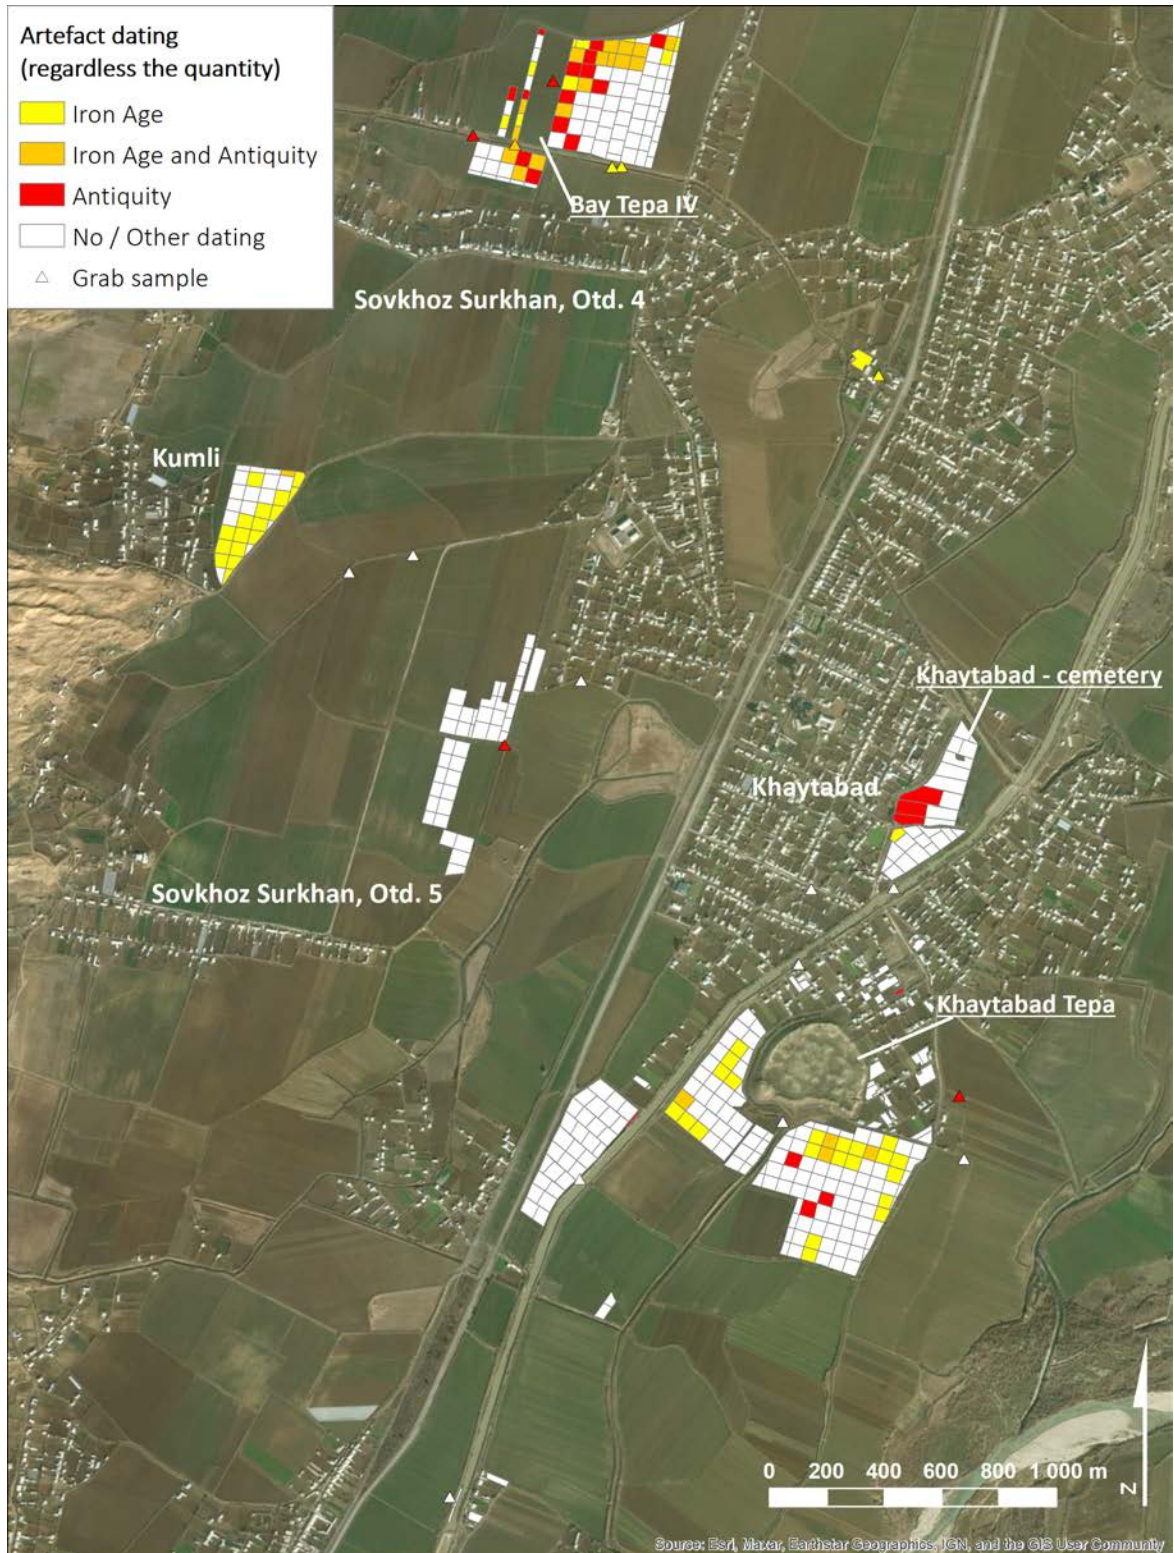 Artefact dating
(regardless the quantity)
Iron Age
Iron Age and Antiquity
Antiquity
No / Other dating
Grab sample
Bay Tepa IV
Sovkhoz Surkhan, Otd. 4
Kumli
Khaytabad - cemetery
Khaytabad
Sovkhoz Surkhan, Otd. 5
Khaytabad Tepa
0 200 400 600 800 1 000 m
N
Source: Esri, Maxar, Earthstar Geographics, IGN, and the GIS User Community